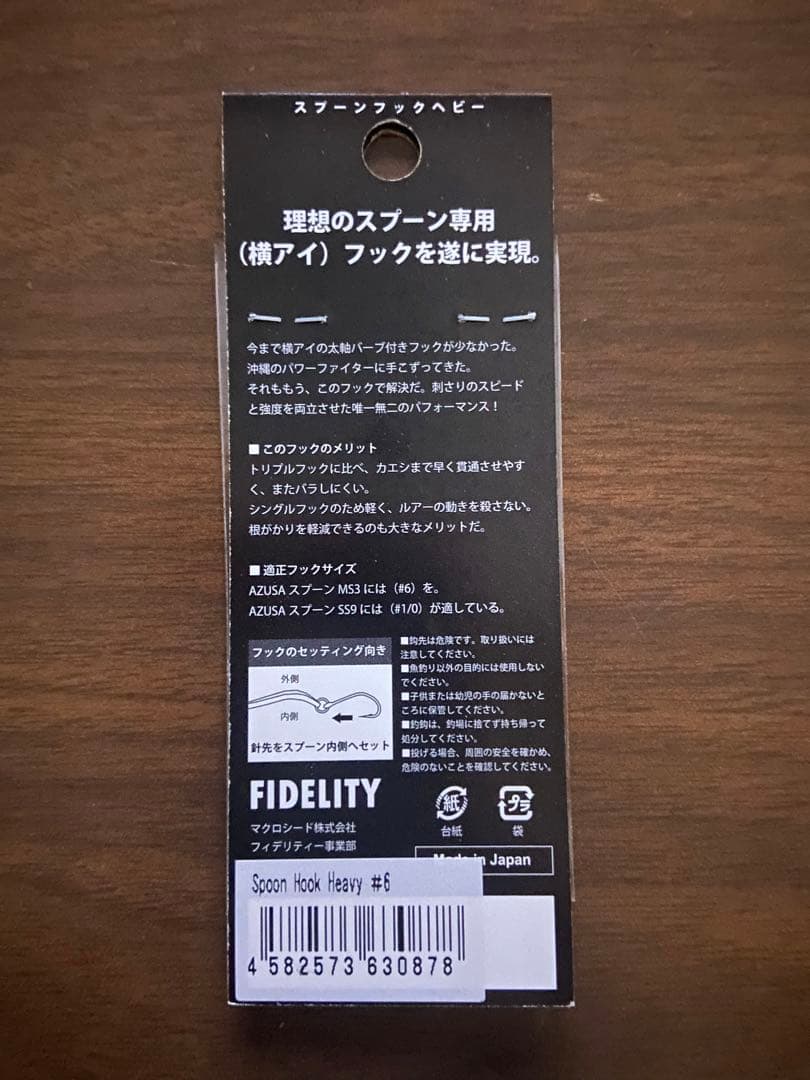 スプーンフックヘビー
理想のスプーン専用
（横アイ）フックを遂に実現。
今まで横アイの太軸バーブ付きフックが少なかった。
沖縄のパワーファイターに手こずってきた。
それももう、このフックで解決だ。刺さりのスピード
と強度を両立させた唯一無二のパフォーマンス！
■ このフックのメリット
トリプルフックに比べ、カエシまで早く貫通させやす
く、またバラしにくい。
シングルフックのため軽く、ルアーの動きを殺さない。
根がかりを軽減できるのも大きなメリットだ。
■ 適正フックサイズ
AZUSA スプーン MS3 には（#6）を。
AZUSA スプーン SS9 には（#1/0）が適している。
フックのセッティング向き
外側
内側
針先をスプーン内側へセット
■鈎先は危険です。取り扱いには
注意してください。
■魚釣り以外の目的には使用しない
でください。
■子供または幼児の手の届かないと
ころに保管してください。
■釣鈎は、釣場に捨てず持ち帰って
処分してください。
■投げる場合、周囲の安全を確かめ、
危険のないことを確認してください。
FIDELITY
マクロシード株式会社
フィデリティー事業部
紙
台紙
プラ
袋
Made in Japan
Spoon Hook Heavy #6
4 582573 630878